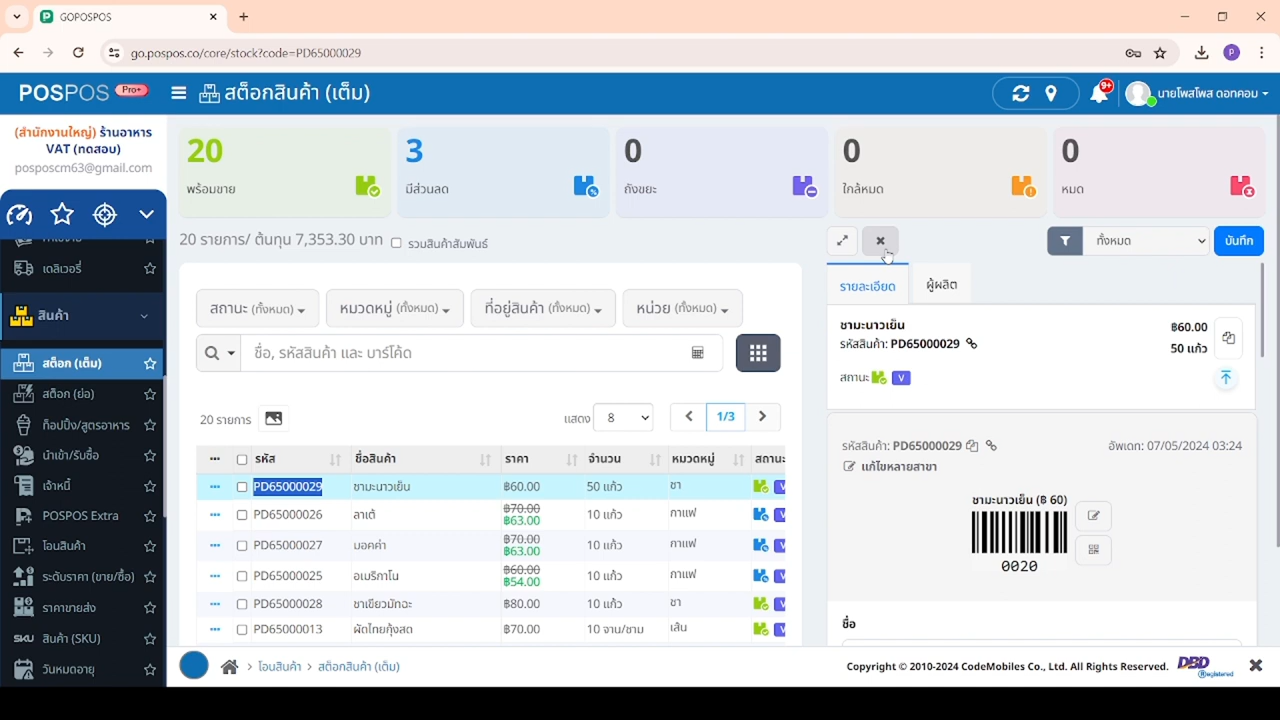 GOPOSPOS
go.pospos.co/core/stock?code=PD65000029
P
POSPOS Pro+
สต็อกสินค้า (เต็ม)
9+
นายโพสโพส ดอทคอม
(สำนักงานใหญ่) ร้านอาหาร
VAT (ทดสอบ)
posposcm63@gmail.com
เดลิเวอรี่
สินค้า
สต็อก (เต็ม)
สต็อก (ย่อ)
ท็อปปิ้ง/สูตรอาหาร
นำเข้า/รับซื้อ
เจ้าหนี้
POSPOS Extra
โอนสินค้า
ระดับราคา (ขาย/ซื้อ)
ราคาขายส่ง
SKU สินค้า (SKU)
วันหมดอายุ
20
พร้อมขาย
3
มีส่วนลด
0
ถังขยะ
0
ใกล้หมด
0
หมด
20 รายการ/ ต้นทุน 7,353.30 บาท รวมสินค้าสัมพันธ์
สถานะ (ทั้งหมด) หมวดหมู่ (ทั้งหมด) ที่อยู่สินค้า (ทั้งหมด) หน่วย (ทั้งหมด)
ชื่อ, รหัสสินค้า และ บาร์โค้ด
20 รายการ แสดง 8 1/3
รหัส ชื่อสินค้า ราคา จำนวน หมวดหมู่ สถานะ
PD65000029 ชามะนาวเย็น ฿60.00 50 แก้ว ชา V
PD65000026 ลาเต้ ฿70.00 ฿63.00 10 แก้ว กาแฟ V
PD65000027 มอคค่า ฿70.00 ฿63.00 10 แก้ว กาแฟ V
PD65000025 อเมริกาโน ฿60.00 ฿54.00 10 แก้ว กาแฟ V
PD65000028 ชาเขียวมัทฉะ ฿80.00 10 แก้ว ชา V
PD65000013 ผัดไทยกุ้งสด ฿70.00 10 จาน/ชาม เส้น V
ทั้งหมด บันทึก
รายละเอียด ผู้ผลิต
ชามะนาวเย็น ฿60.00
รหัสสินค้า: PD65000029 50 แก้ว
สถานะ: V
รหัสสินค้า: PD65000029 อัพเดท: 07/05/2024 03:24
แก้ไขหลายสาขา
ชามะนาวเย็น (฿ 60)
0020
ชื่อ
โอนสินค้า > สต็อกสินค้า (เต็ม)
Copyright © 2010-2024 CodeMobiles Co., Ltd. All Rights Reserved. DBD Registered